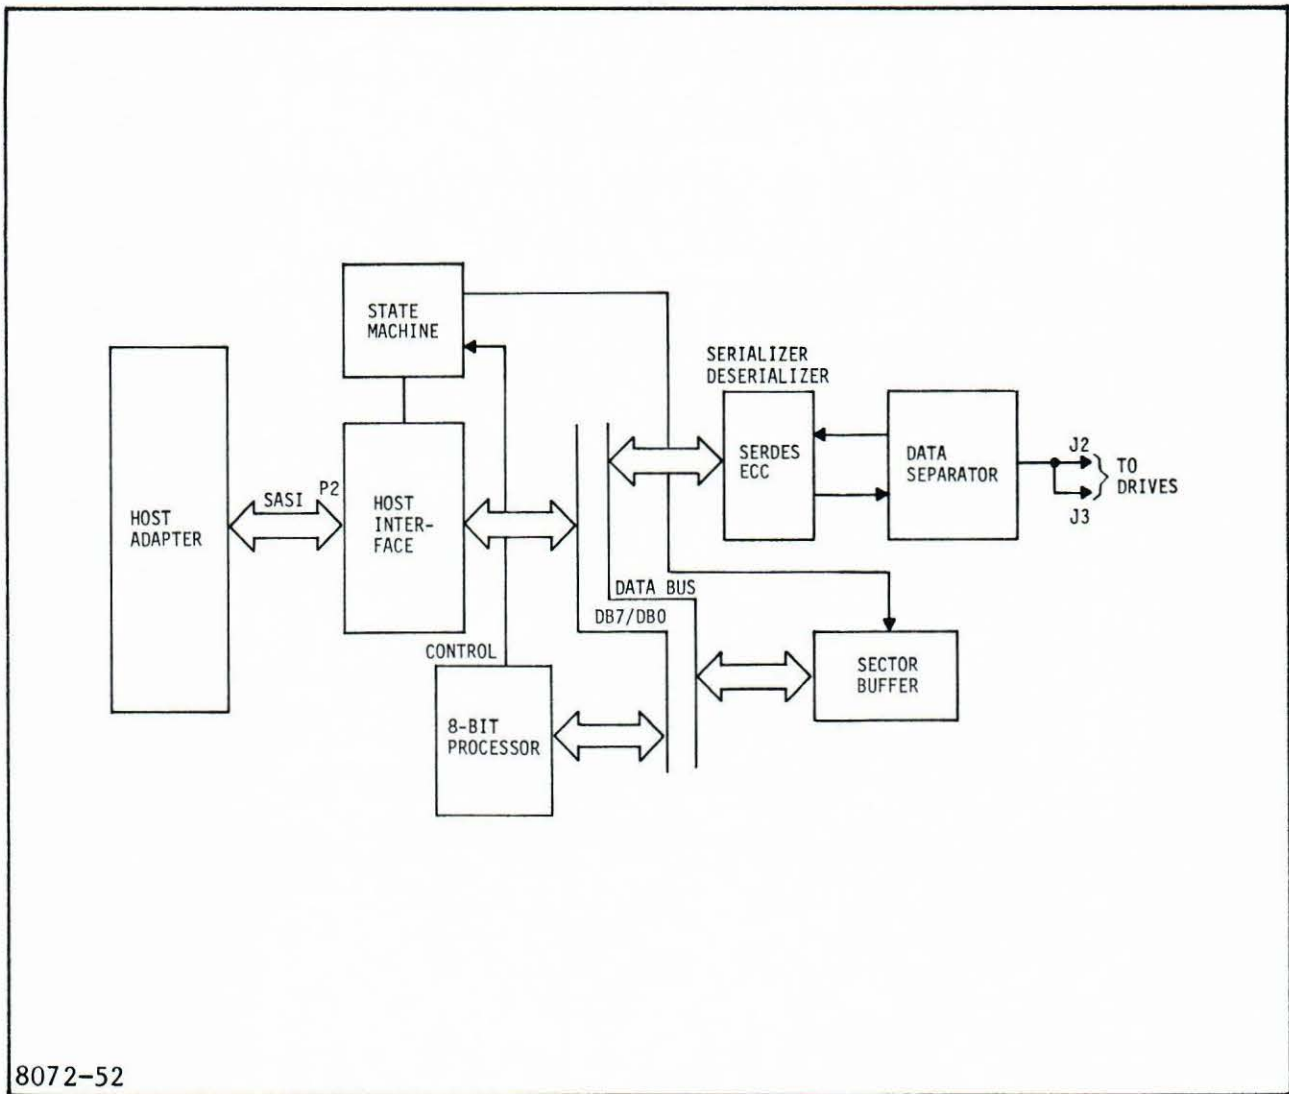 STATE
MACHINE
SERIALIZER
DESERIALIZER
HOST
ADAPTER
SASI
P2
HOST
INTER-
FACE
SERDES
ECC
DATA
SEPARATOR
J2
J3
TO
DRIVES
DATA BUS
DB7/DB0
CONTROL
8-BIT
PROCESSOR
SECTOR
BUFFER
8072-52